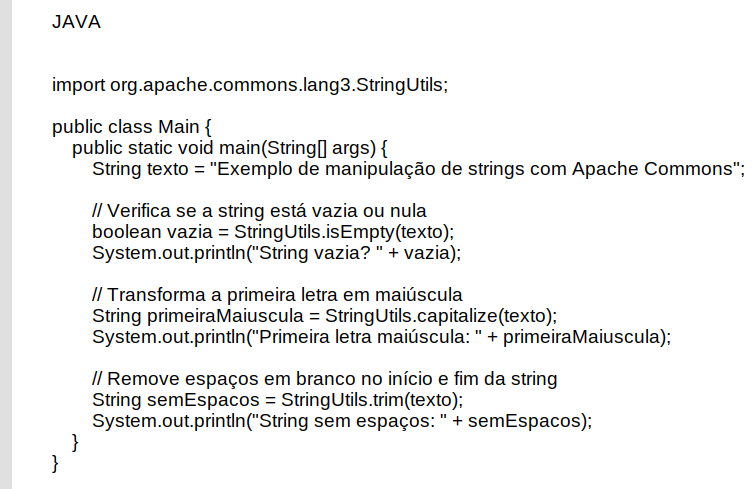 JAVA
import org.apache.commons.lang3.StringUtils;
public class Main {
public static void main(String[] args) {
String texto = "Exemplo de manipulação de strings com Apache Commons";
// Verifica se a string está vazia ou nula
boolean vazia = StringUtils.isEmpty(texto);
System.out.println("String vazia? " + vazia);
// Transforma a primeira letra em maiúscula
String primeiraMaiuscula = StringUtils.capitalize(texto);
System.out.println("Primeira letra maiúscula: " + primeiraMaiuscula);
// Remove espaços em branco no início e fim da string
String semEspacos = StringUtils.trim(texto);
System.out.println("String sem espaços: " + semEspacos);
}
}